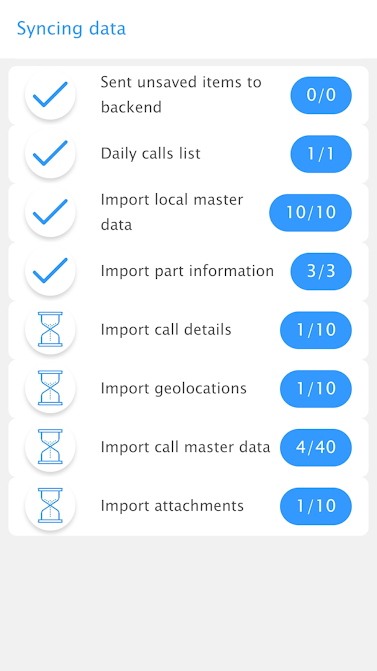 Syncing data
Sent unsaved items to
backend
0/0
Daily calls list
1/1
Import local master
data
10/10
Import part information
3/3
Import call details
1/10
Import geolocations
1/10
Import call master data
4/40
Import attachments
1/10